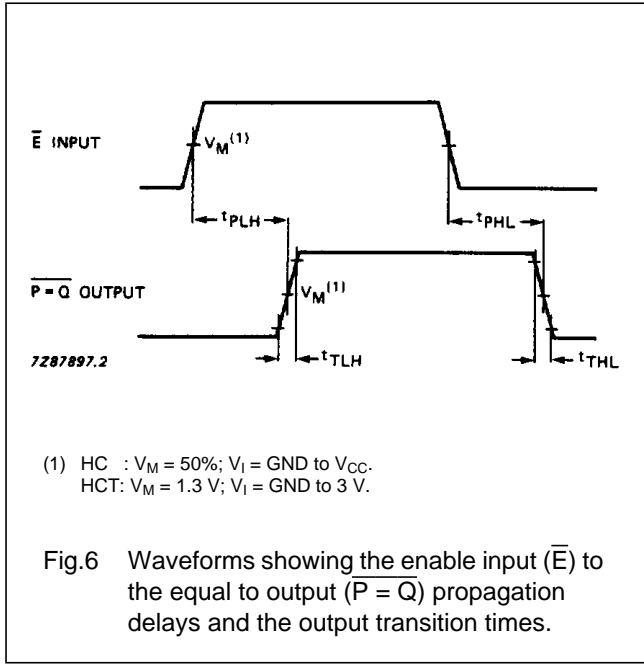 E̅ INPUT
V_M(1)
t_PLH
t_PHL
P̅ ̅=̅ ̅Q̅ OUTPUT
V_M(1)
7Z87897.2
t_TLH
t_THL
(1) HC : V_M = 50%; V_I = GND to V_CC.
HCT: V_M = 1.3 V; V_I = GND to 3 V.
Fig.6 Waveforms showing the enable input (E̅) to
the equal to output (P̅ ̅=̅ ̅Q̅) propagation
delays and the output transition times.